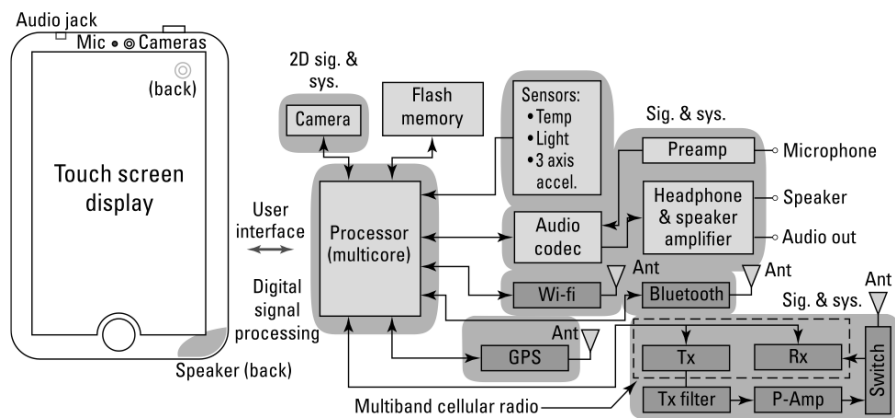 Audio jack
Mic
Cameras
(back)
Touch screen
display
Speaker (back)
User
interface
Digital
signal
processing
2D sig. &
sys.
Camera
Flash
memory
Processor
(multicore)
Sensors:
• Temp
• Light
• 3 axis
accel.
Sig. & sys.
Preamp
Microphone
Headphone
& speaker
amplifier
Speaker
Audio out
Audio
codec
Ant
Wi-fi
Ant
Bluetooth
Ant
GPS
Ant
Sig. & sys.
Tx
Rx
Switch
Tx filter
P-Amp
Multiband cellular radio